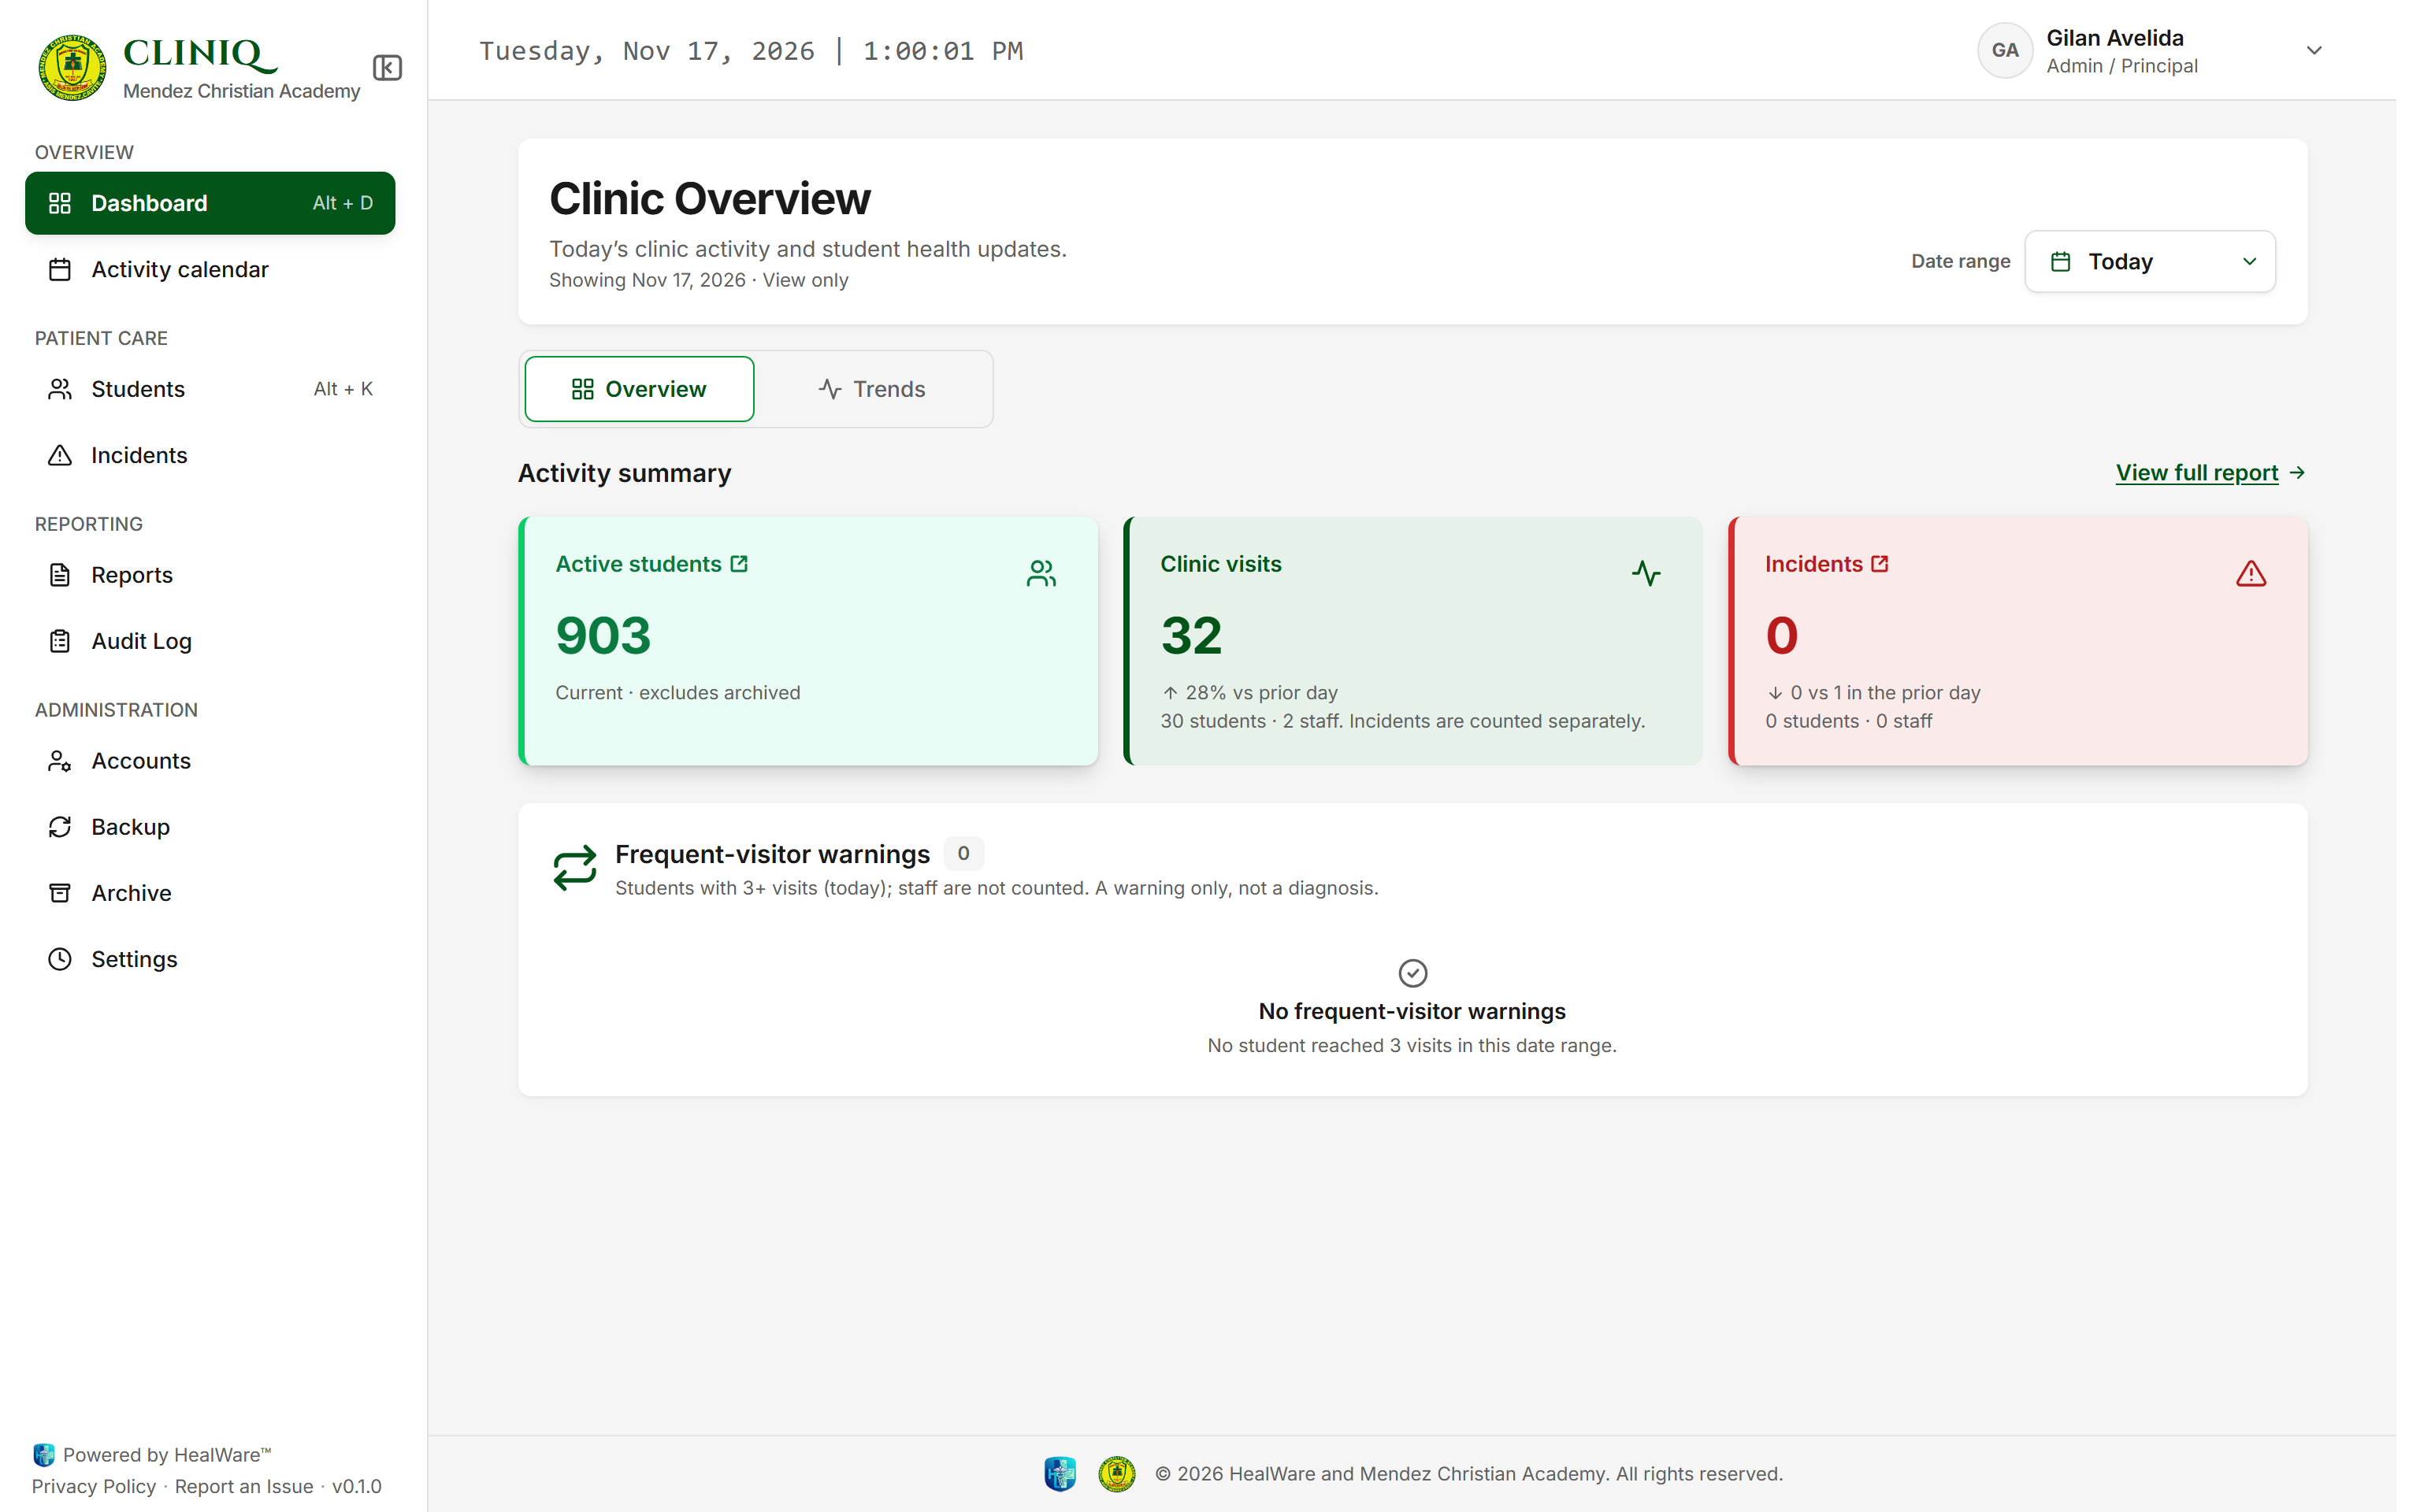 CLINIQ
Mendez Christian Academy
OVERVIEW
Dashboard Alt + D
Activity calendar
PATIENT CARE
Students Alt + K
Incidents
REPORTING
Reports
Audit Log
ADMINISTRATION
Accounts
Backup
Archive
Settings
Powered by HealWare™
Privacy Policy · Report an Issue · v0.1.0
Tuesday, Nov 17, 2026 | 1:00:01 PM
GA
Gilan Avelida
Admin / Principal
Clinic Overview
Today’s clinic activity and student health updates.
Showing Nov 17, 2026 · View only
Date range
Today
Overview
Trends
Activity summary
View full report →
Active students
903
Current · excludes archived
Clinic visits
32
↑ 28% vs prior day
30 students · 2 staff. Incidents are counted separately.
Incidents
0
↓ 0 vs 1 in the prior day
0 students · 0 staff
Frequent-visitor warnings 0
Students with 3+ visits (today); staff are not counted. A warning only, not a diagnosis.
No frequent-visitor warnings
No student reached 3 visits in this date range.
© 2026 HealWare and Mendez Christian Academy. All rights reserved.